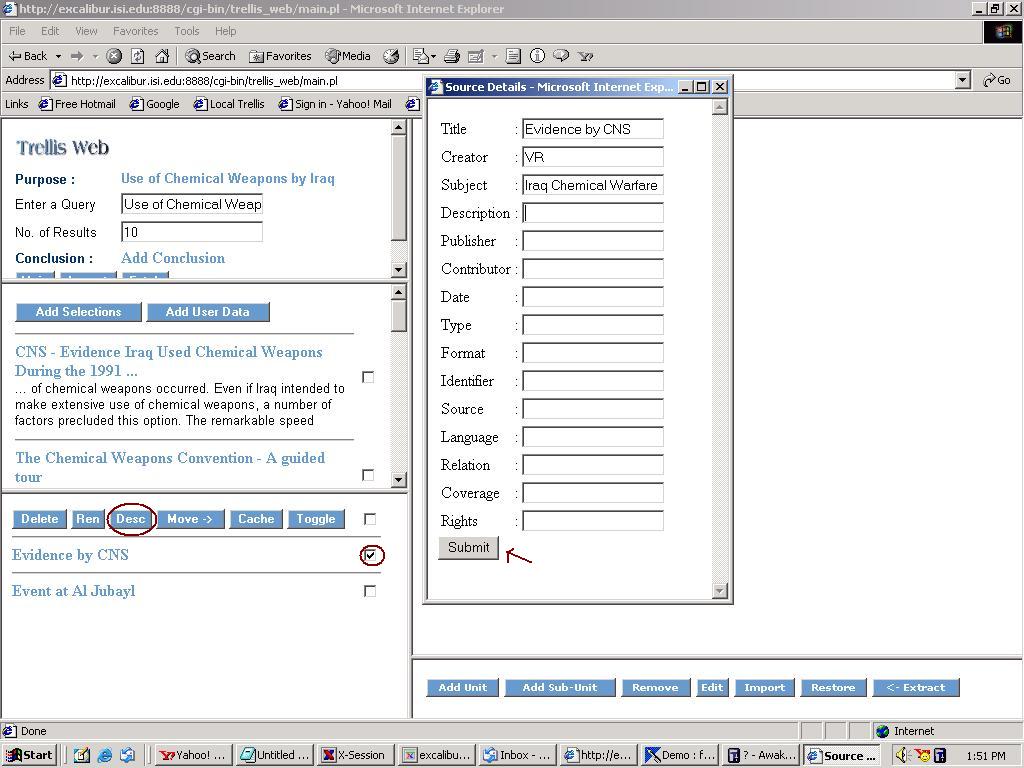 http://excalibur.isi.edu:8888/cgi-bin/trellis_web/main.pl - Microsoft Internet Explorer
File Edit View Favorites Tools Help
Back Search Favorites Media
Address http://excalibur.isi.edu:8888/cgi-bin/trellis_web/main.pl Go
Links Free Hotmail Google Local Trellis Sign in - Yahoo! Mail
Trellis Web
Purpose : Use of Chemical Weapons by Iraq
Enter a Query Use of Chemical Weap
No. of Results 10
Conclusion : Add Conclusion
Add Selections Add User Data
CNS - Evidence Iraq Used Chemical Weapons
During the 1991 ...
... of chemical weapons occurred. Even if Iraq intended to
make extensive use of chemical weapons, a number of
factors precluded this option. The remarkable speed
The Chemical Weapons Convention - A guided
tour
Delete Ren Desc Move -> Cache Toggle
Evidence by CNS
Event at Al Jubayl
Source Details - Microsoft Internet Exp...
Title : Evidence by CNS
Creator : VR
Subject : Iraq Chemical Warfare
Description :
Publisher :
Contributor :
Date :
Type :
Format :
Identifier :
Source :
Language :
Relation :
Coverage :
Rights :
Submit
Add Unit Add Sub-Unit Remove Edit Import Restore <- Extract
Done Internet
Start Yahoo! ... Untitled ... X-Session excalibu... Inbox - ... http://e... Demo : f... ? - Awak... Source ... 1:51 PM